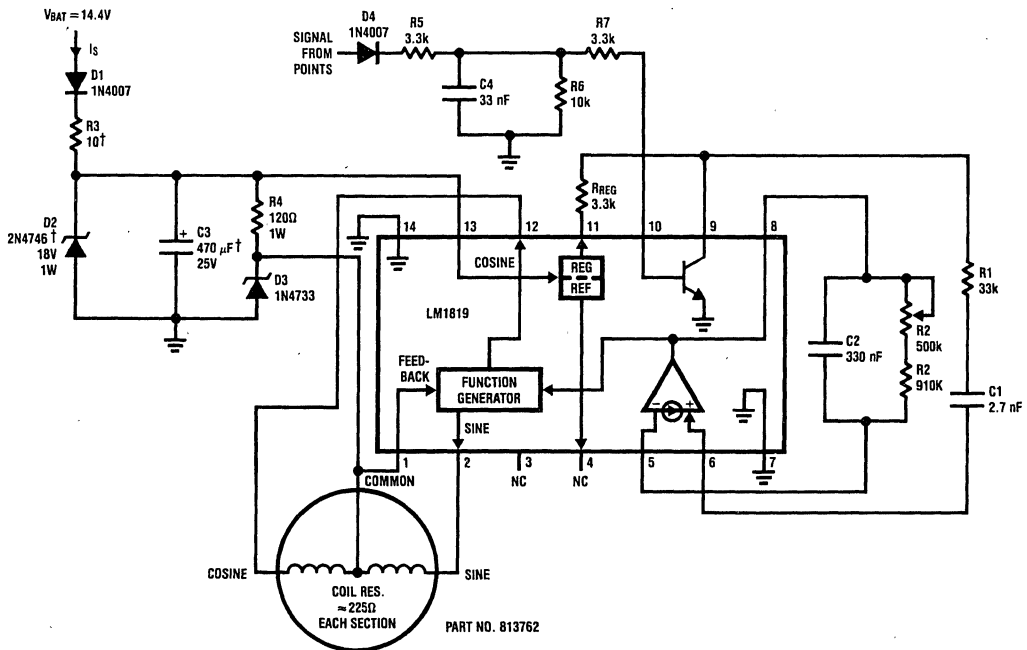 VBAT = 14.4V
IS
D1
1N4007
R3
10†
D2
2N4746†
18V
1W
C3
470 µF†
25V
+
R4
120Ω
1W
D3
1N4733
SIGNAL
FROM
POINTS
D4
1N4007
R5
3.3k
C4
33 nF
R6
10k
R7
3.3k
RREG
3.3k
14
13
12
11
10
9
8
COSINE
REG
REF
LM1819
FEED-
BACK
FUNCTION
GENERATOR
SINE
− +
1
2
3
4
5
6
7
COMMON
NC
NC
C2
330 nF
R2
500k
R2
910K
R1
33k
C1
2.7 nF
COSINE
SINE
COIL RES.
≈225Ω
EACH SECTION
PART NO. 813762